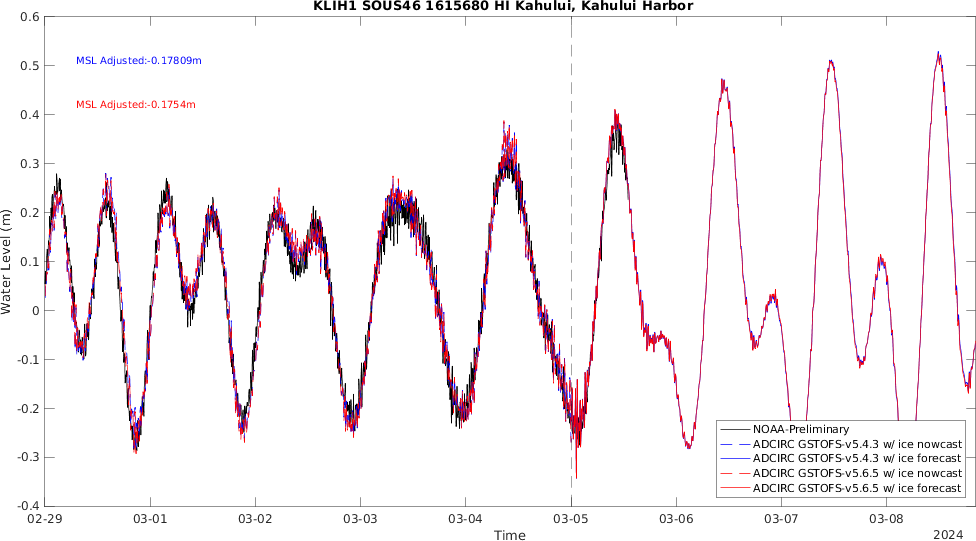 KLIH1 SOUS46 1615680 HI Kahului, Kahului Harbor
0.6
0.5
0.4
0.3
0.2
0.1
0
-0.1
-0.2
-0.3
-0.4
Water Level (m)
MSL Adjusted:-0.17809m
MSL Adjusted:-0.1754m
NOAA-Preliminary
ADCIRC GSTOFS-v5.4.3 w/ ice nowcast
ADCIRC GSTOFS-v5.4.3 w/ ice forecast
ADCIRC GSTOFS-v5.6.5 w/ ice nowcast
ADCIRC GSTOFS-v5.6.5 w/ ice forecast
02-29 03-01 03-02 03-03 03-04 03-05 03-06 03-07 03-08
Time
2024